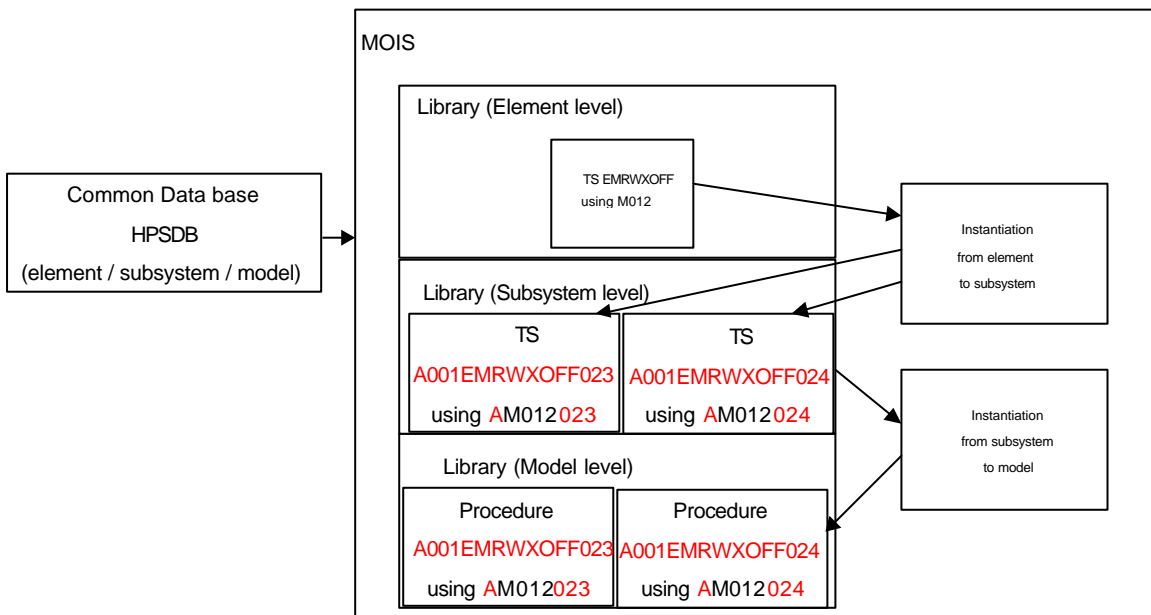 MOIS
Library (Element level)
TS EMRWXOFF
using M012
Common Data base
HPSDB
(element / subsystem / model)
Instantiation
from element
to subsystem
Library (Subsystem level)
TS
A001EMRWXOFF023
using AM012023
TS
A001EMRWXOFF024
using AM012024
Instantiation
from subsystem
to model
Library (Model level)
Procedure
A001EMRWXOFF023
using AM012023
Procedure
A001EMRWXOFF024
using AM012024